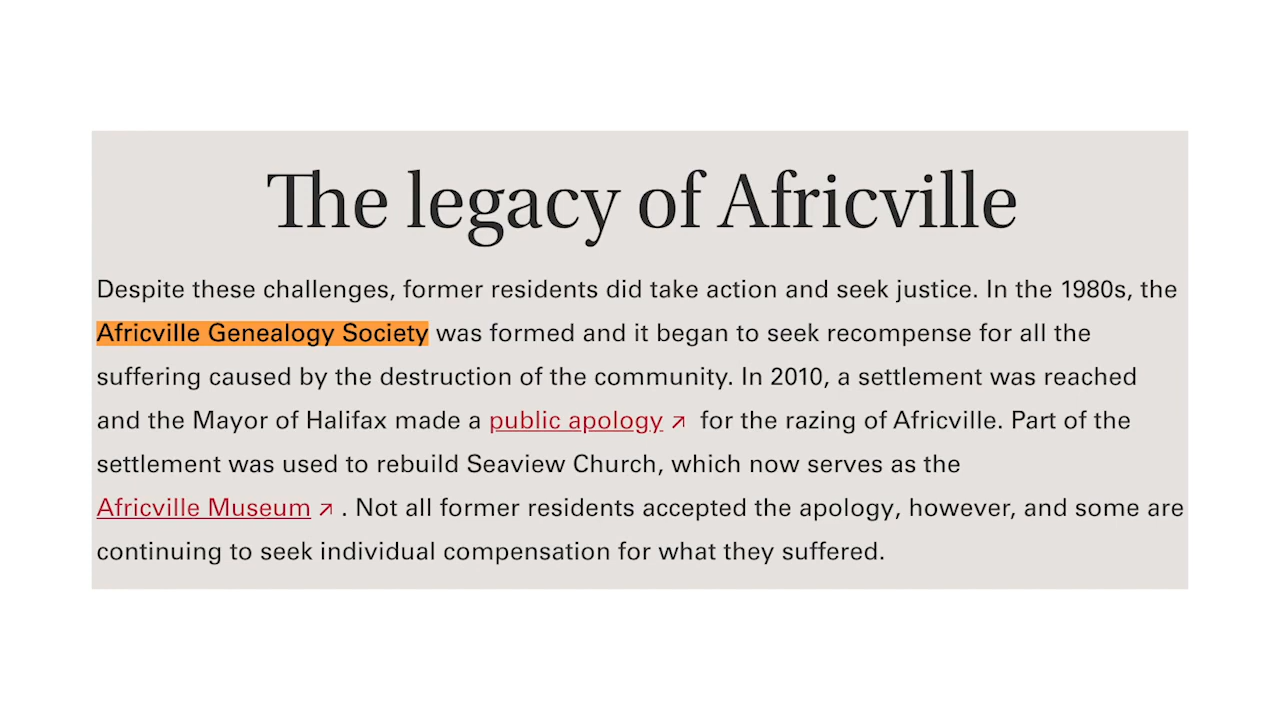 The legacy of Africville
Despite these challenges, former residents did take action and seek justice. In the 1980s, the
Africville Genealogy Society was formed and it began to seek recompense for all the
suffering caused by the destruction of the community. In 2010, a settlement was reached
and the Mayor of Halifax made a public apology ↗ for the razing of Africville. Part of the
settlement was used to rebuild Seaview Church, which now serves as the
Africville Museum ↗ . Not all former residents accepted the apology, however, and some are
continuing to seek individual compensation for what they suffered.